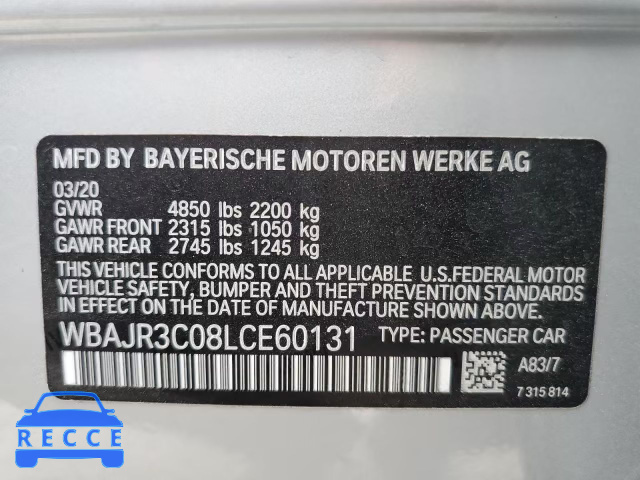 MFD BY BAYERISCHE MOTOREN WERKE AG
03/20
GVWR 4850 lbs 2200 kg
GAWR FRONT 2315 lbs 1050 kg
GAWR REAR 2745 lbs 1245 kg
THIS VEHICLE CONFORMS TO ALL APPLICABLE U.S.FEDERAL MOTOR
VEHICLE SAFETY, BUMPER AND THEFT PREVENTION STANDARDS
IN EFFECT ON THE DATE OF MANUFACTURE SHOWN ABOVE.
WBAJR3C08LCE60131 TYPE: PASSENGER CAR
A83/7
7 315 814
RECCE